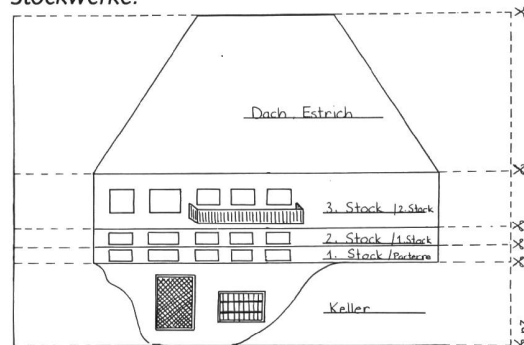 Stockwerke:
Dach, Estrich
3. Stock / 2. Stock
2. Stock / 1. Stock
1. Stock / Parterre
Keller